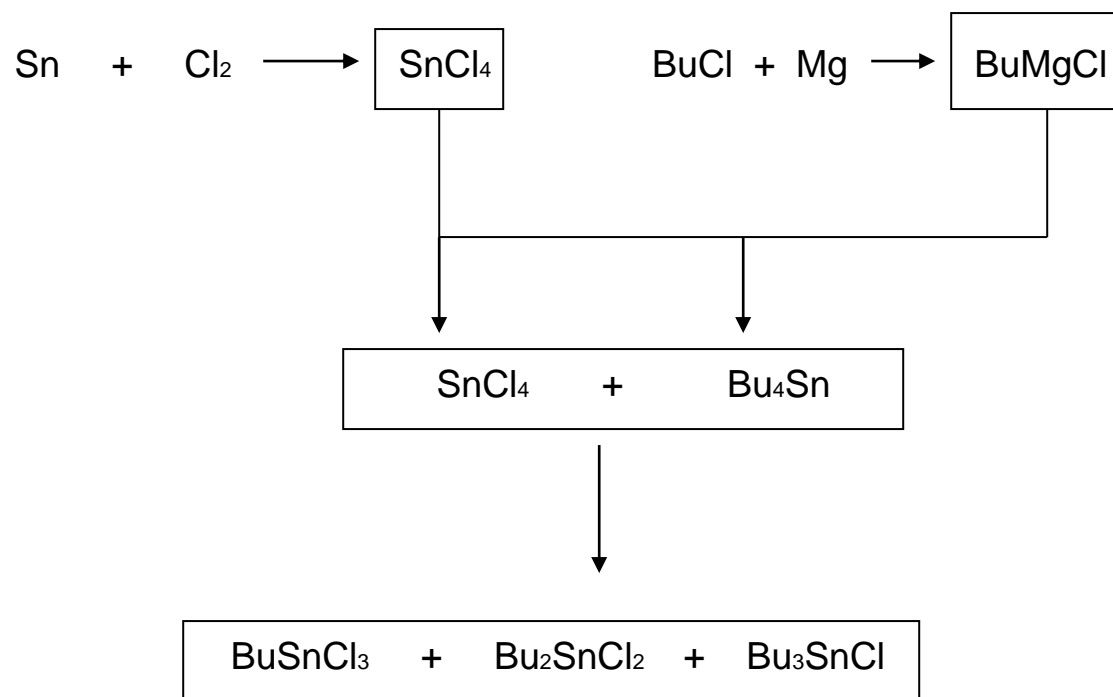 Sn + Cl2 SnCl4 BuCl + Mg BuMgCl
SnCl4 + Bu4Sn
BuSnCl3 + Bu2SnCl2 + Bu3SnCl